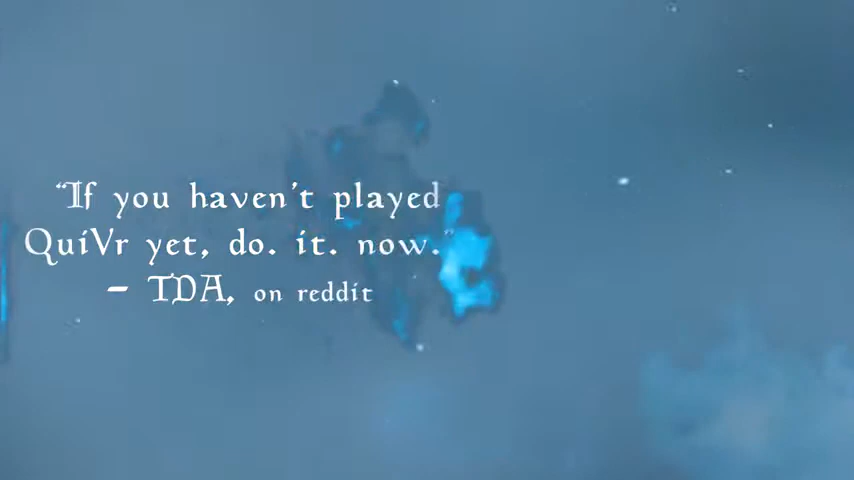 “If you haven't played
QuiVr yet, do. it. now.”
- TDA, on reddit